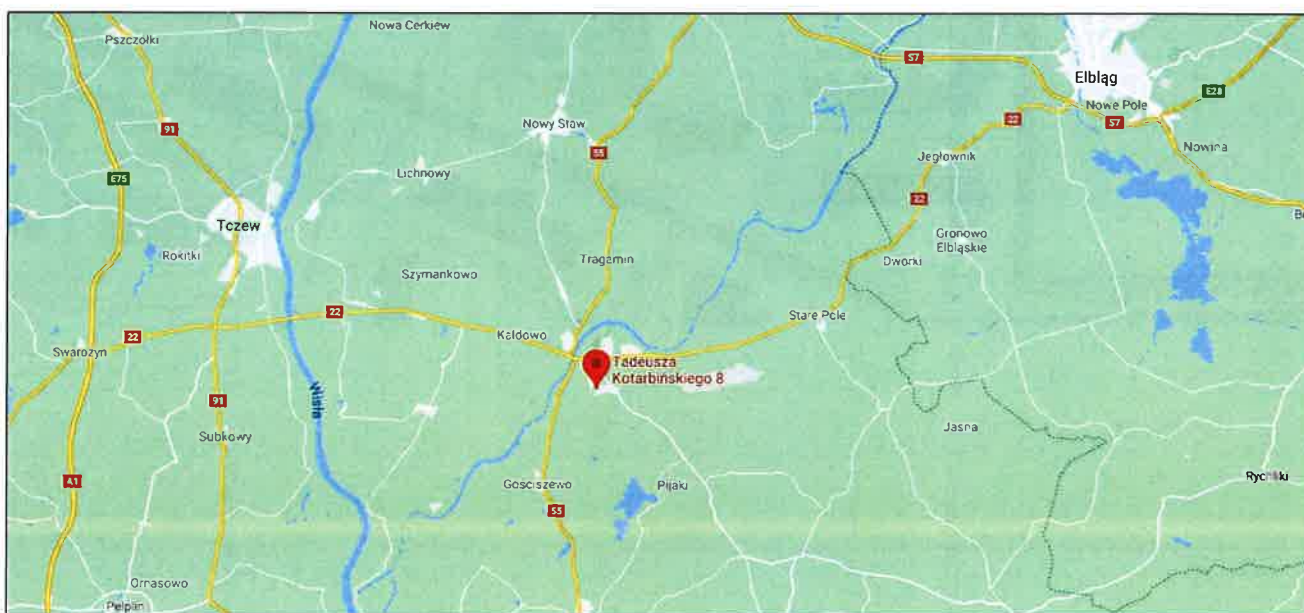 Nowa Cerkiew
Pszczółki
S7
Elbląg
E28
Nowe Pole
S7
91
Nowy Staw
22
55
Nowina
Jegłownik
Lichnowy
E75
22
Tczew
Gronowo
Elbląskie
Rokitki
Tragamin
Dworki
Szymankowo
22
Stare Pole
22
Kałdowo
Swarożyn
Tadeusza
Kotarbińskiego 8
Wisła
91
Subkowy
Jasna
A1
Gościszewo
Pijaki
Rychliki
55
Ornasowo
Pelplin